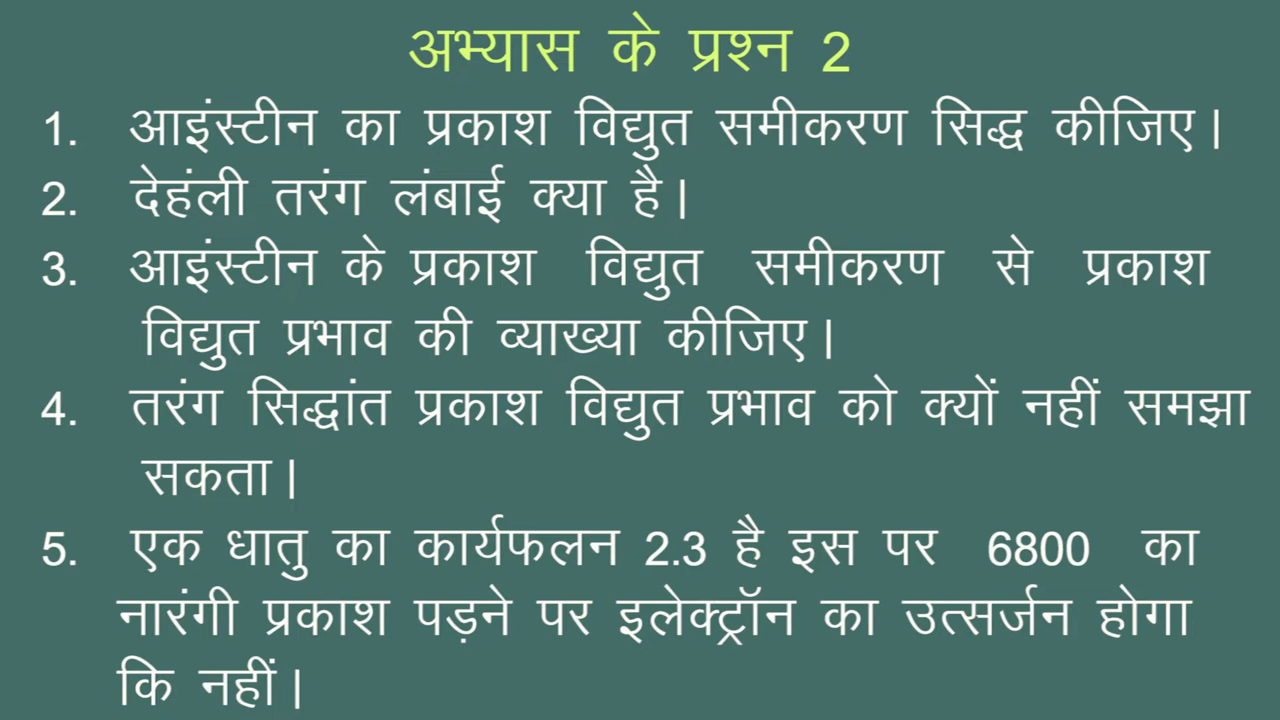 अभ्यास के प्रश्न 2
1. आइंस्टीन का प्रकाश विद्युत समीकरण सिद्ध कीजिए।
2. देहंली तरंग लंबाई क्या है।
3. आइंस्टीन के प्रकाश विद्युत समीकरण से प्रकाश
विद्युत प्रभाव की व्याख्या कीजिए।
4. तरंग सिद्धांत प्रकाश विद्युत प्रभाव को क्यों नहीं समझा
सकता।
5. एक धातु का कार्यफलन 2.3 है इस पर 6800 का
नारंगी प्रकाश पड़ने पर इलेक्ट्रॉन का उत्सर्जन होगा
कि नहीं।